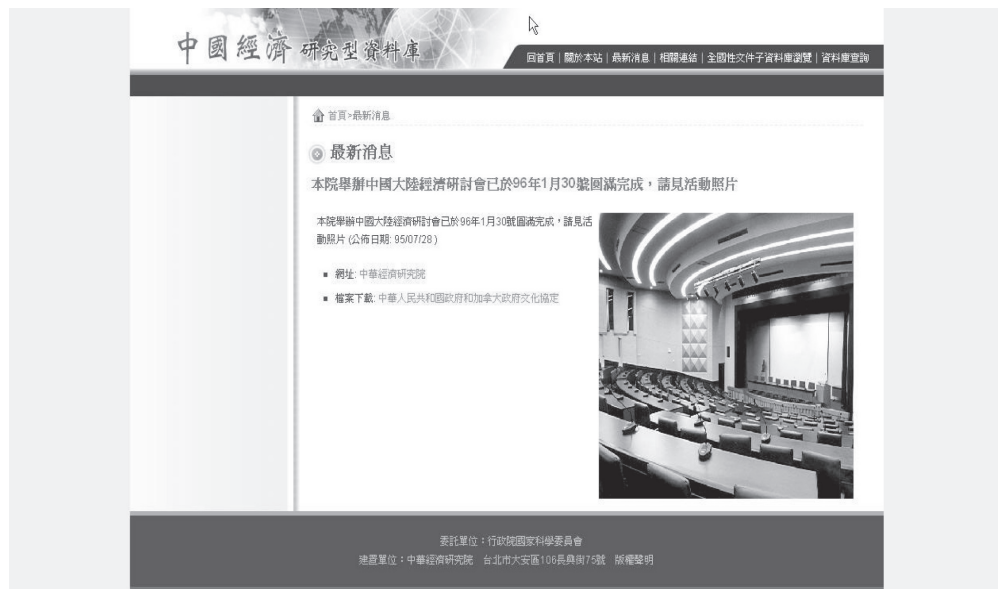 中國經濟 研究型資料庫
回首頁 | 關於本站 | 最新消息 | 相關連結 | 全國性文件子資料庫瀏覽 | 資料庫查詢
首頁>最新消息
最新消息
本院舉辦中國大陸經濟研討會已於96年1月30號圓滿完成，請見活動照片
本院舉辦中國大陸經濟研討會已於96年1月30號圓滿完成，請見活
動照片 (公佈日期: 95/07/28 )
網址: 中華經濟研究院
檔案下載: 中華人民共和國政府和加拿大政府文化協定
委託單位：行政院國家科學委員會
建置單位：中華經濟研究院 台北市大安區106長興街75號 版權聲明